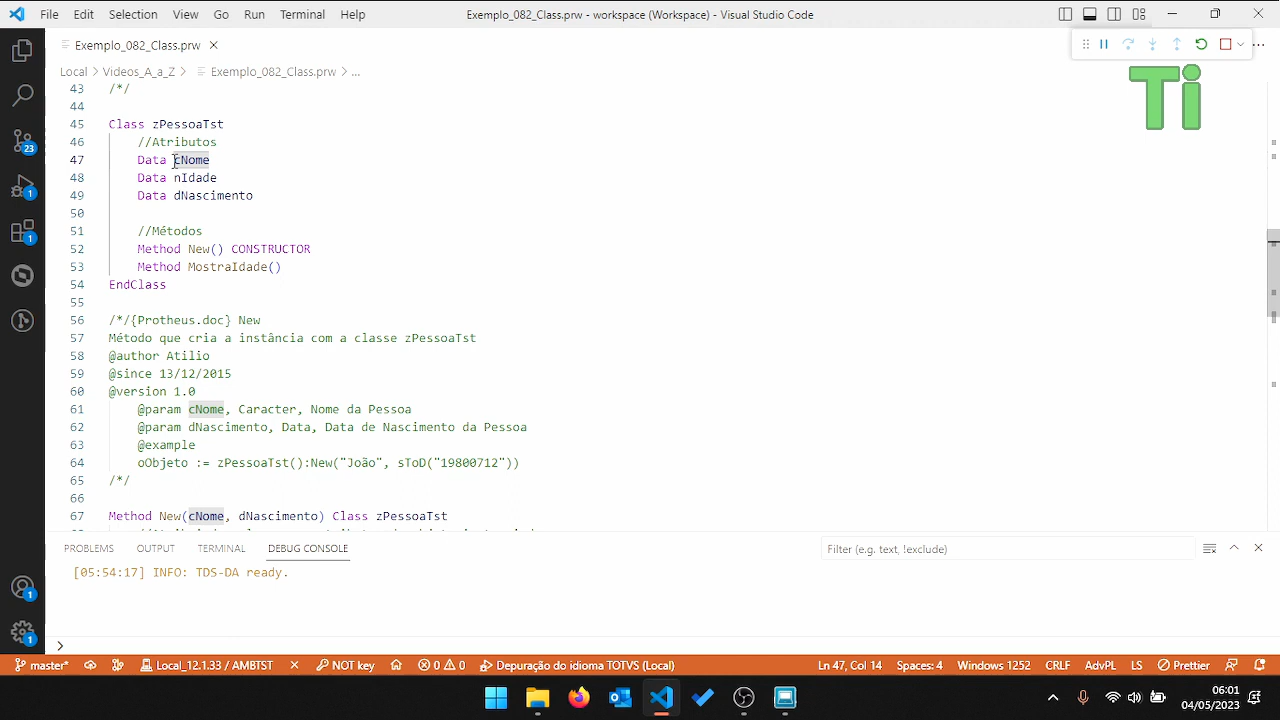 File Edit Selection View Go Run Terminal Help
Exemplo_082_Class.prw - workspace (Workspace) - Visual Studio Code
Exemplo_082_Class.prw
Local > Videos_A_a_Z > Exemplo_082_Class.prw > ...
Ti
43 /*/
44
45 Class zPessoaTst
46 //Atributos
47 Data cNome
48 Data nIdade
49 Data dNascimento
50
51 //Métodos
52 Method New() CONSTRUCTOR
53 Method MostraIdade()
54 EndClass
55
56 /*/{Protheus.doc} New
57 Método que cria a instância com a classe zPessoaTst
58 @author Atilio
59 @since 13/12/2015
60 @version 1.0
61 @param cNome, Caracter, Nome da Pessoa
62 @param dNascimento, Data, Data de Nascimento da Pessoa
63 @example
64 oObjeto := zPessoaTst():New("João", sToD("19800712"))
65 /*/
66
67 Method New(cNome, dNascimento) Class zPessoaTst
23
1
1
1
1
PROBLEMS OUTPUT TERMINAL DEBUG CONSOLE
Filter (e.g. text, !exclude)
[05:54:17] INFO: TDS-DA ready.
>
master* Local_12.1.33 / AMBTST NOT key 0 0 Depuração do idioma TOTVS (Local) Ln 47, Col 14 Spaces: 4 Windows 1252 CRLF AdvPL LS Prettier
06:01
04/05/2023